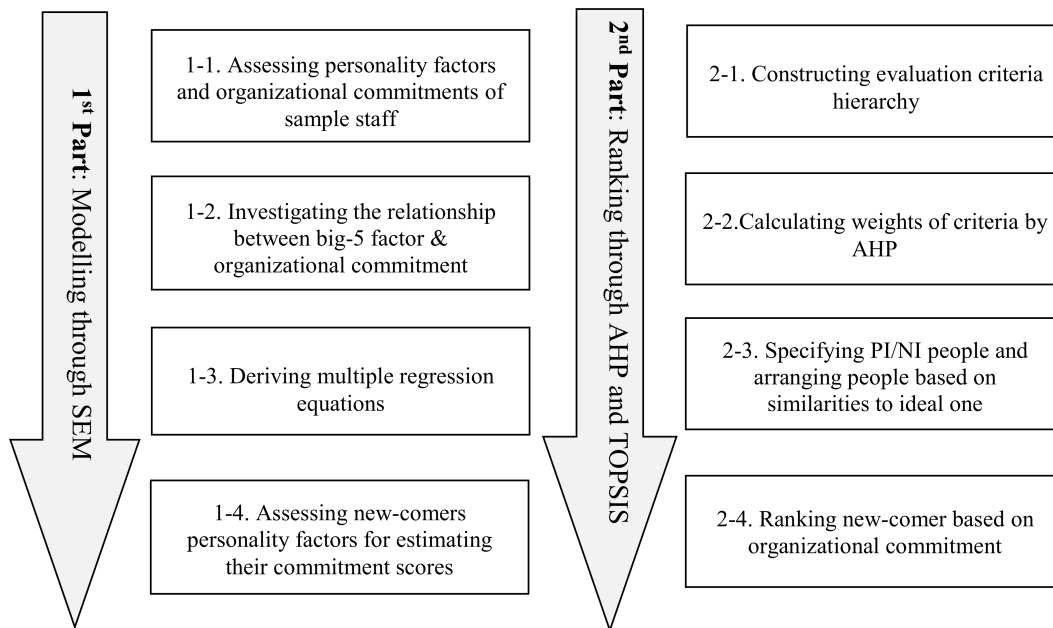 1st Part: Modelling through SEM
1-1. Assessing personality factors
and organizational commitments of
sample staff
1-2. Investigating the relationship
between big-5 factor &
organizational commitment
1-3. Deriving multiple regression
equations
1-4. Assessing new-comers
personality factors for estimating
their commitment scores
2nd Part: Ranking through AHP and TOPSIS
2-1. Constructing evaluation criteria
hierarchy
2-2.Calculating weights of criteria by
AHP
2-3. Specifying PI/NI people and
arranging people based on
similarities to ideal one
2-4. Ranking new-comer based on
organizational commitment